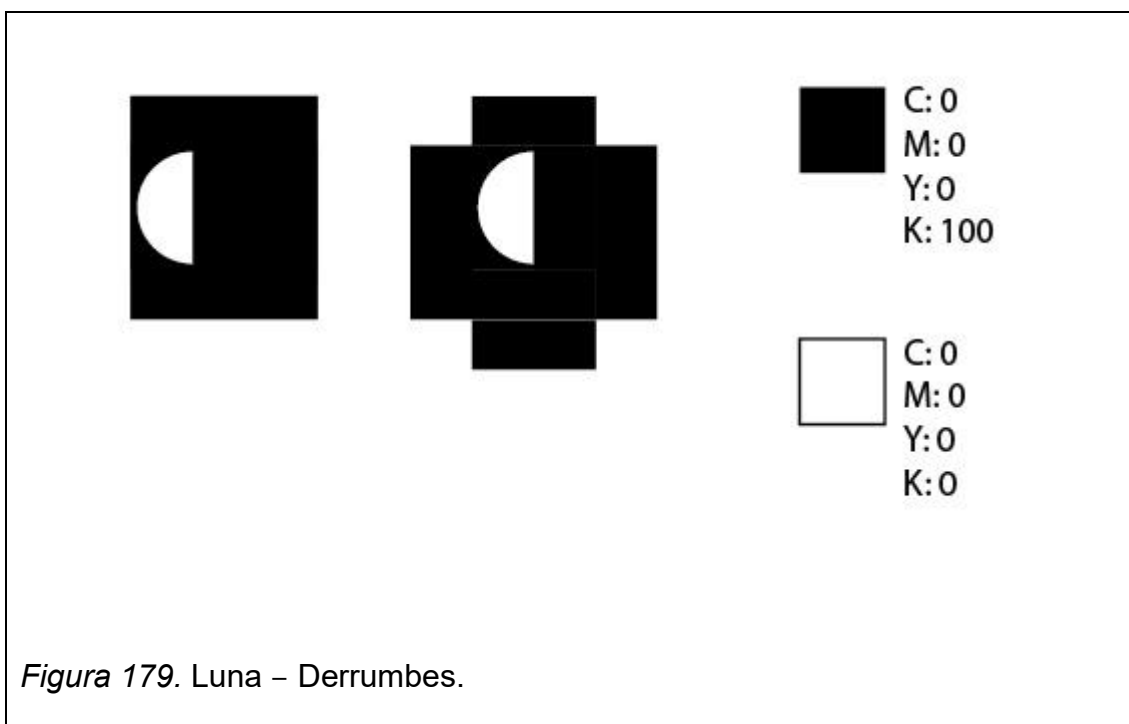 C: 0
M: 0
Y: 0
K: 100
C: 0
M: 0
Y: 0
K: 0
Figura 179. Luna – Derrumbes.